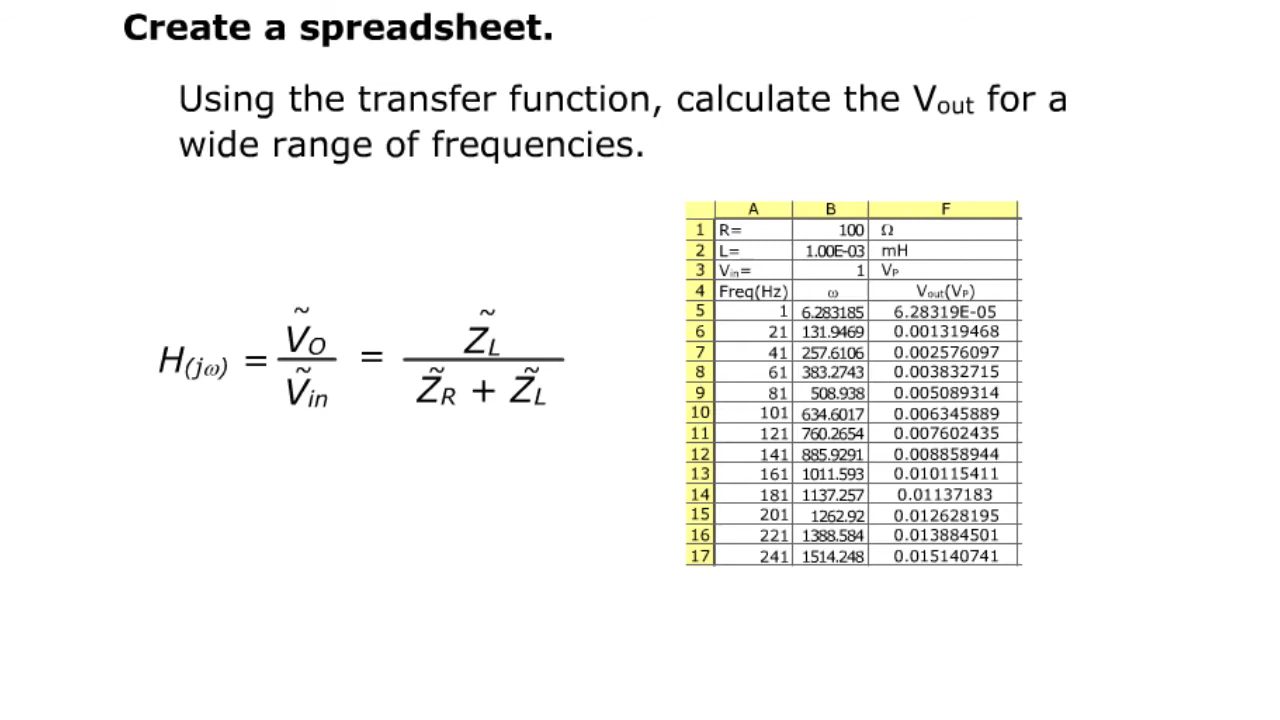 Create a spreadsheet.
Using the transfer function, calculate the Vout for a
wide range of frequencies.
H(jω) = ṼO / Ṽin = Z̃L / (Z̃R + Z̃L)
A B F
1 R= 100 Ω
2 L= 1.00E-03 mH
3 Vin= 1 VP
4 Freq(Hz) ω Vout(VP)
5 1 6.283185 6.28319E-05
6 21 131.9469 0.001319468
7 41 257.6106 0.002576097
8 61 383.2743 0.003832715
9 81 508.938 0.005089314
10 101 634.6017 0.006345889
11 121 760.2654 0.007602435
12 141 885.9291 0.008858944
13 161 1011.593 0.010115411
14 181 1137.257 0.01137183
15 201 1262.92 0.012628195
16 221 1388.584 0.013884501
17 241 1514.248 0.015140741